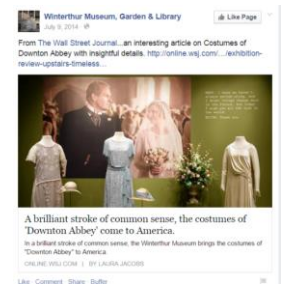 Winterthur Museum, Garden & Library
Like Page
July 9, 2014 ·
From The Wall Street Journal...an interesting article on Costumes of
Downton Abbey with insightful details. http://online.wsj.com/.../exhibition-
review-upstairs-timeless...
A brilliant stroke of common sense, the costumes of
'Downton Abbey' come to America.
In a brilliant stroke of common sense, the Winterthur Museum brings the costumes of
"Downton Abbey" to America.
ONLINE.WSJ.COM | BY LAURA JACOBS
Like Comment Share Buffer